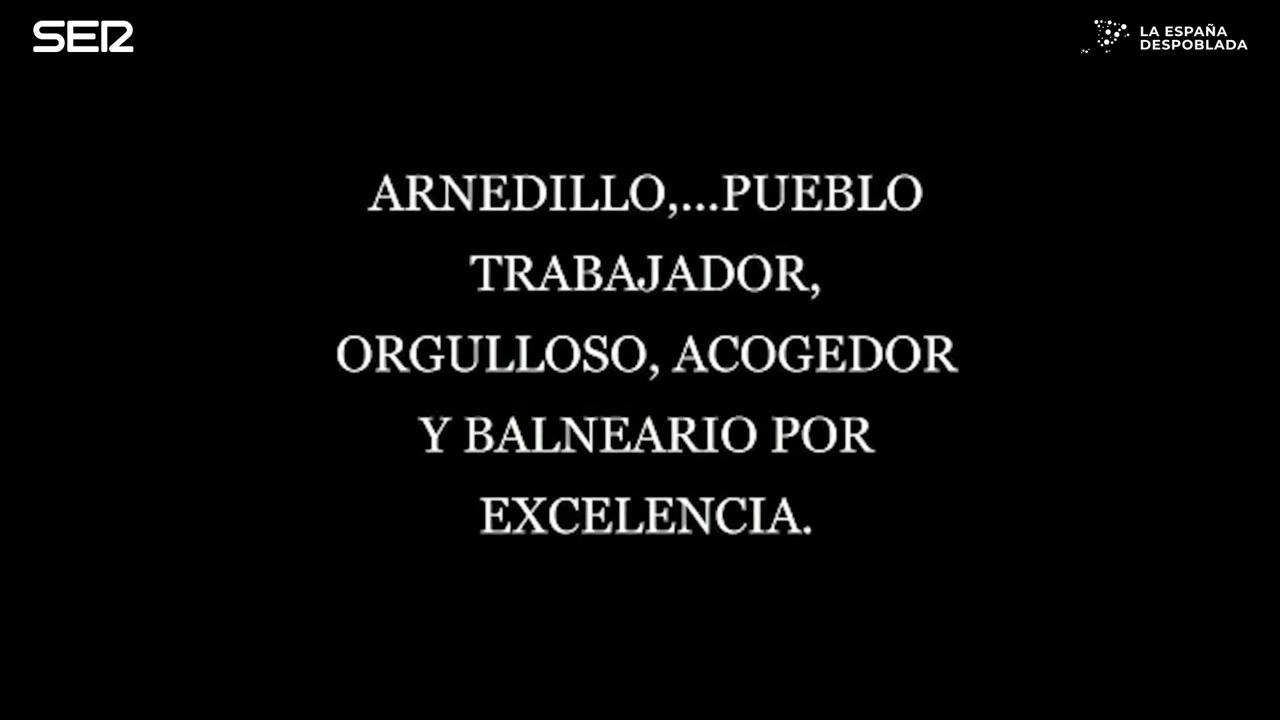 SER
LA ESPAÑA
DESPOBLADA
ARNEDILLO,...PUEBLO
TRABAJADOR,
ORGULLOSO, ACOGEDOR
Y BALNEARIO POR
EXCELENCIA.